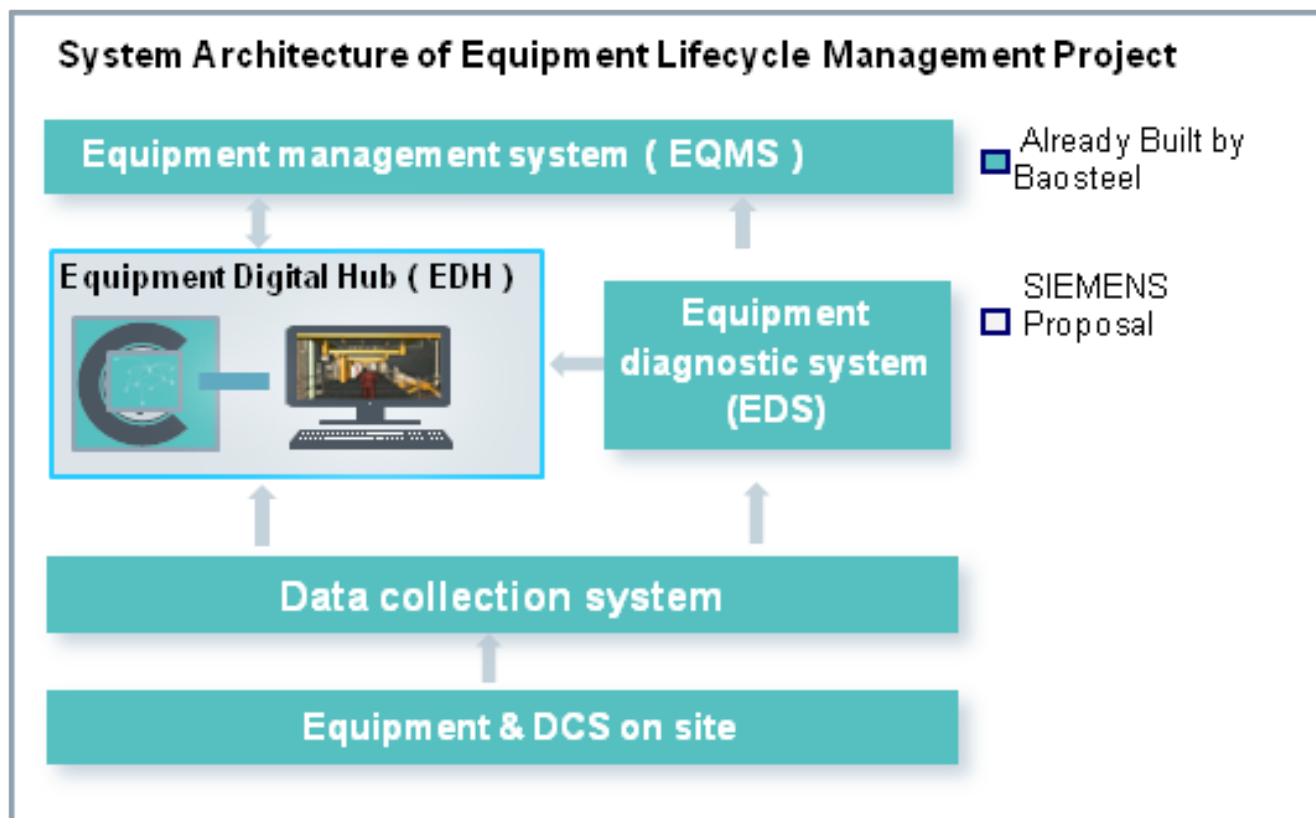 System Architecture of Equipment Lifecycle Management Project
Equipment management system ( EQMS )
Already Built by
Baosteel
Equipment Digital Hub ( EDH )
Equipment
diagnostic system
(EDS)
SIEMENS
Proposal
Data collection system
Equipment & DCS on site